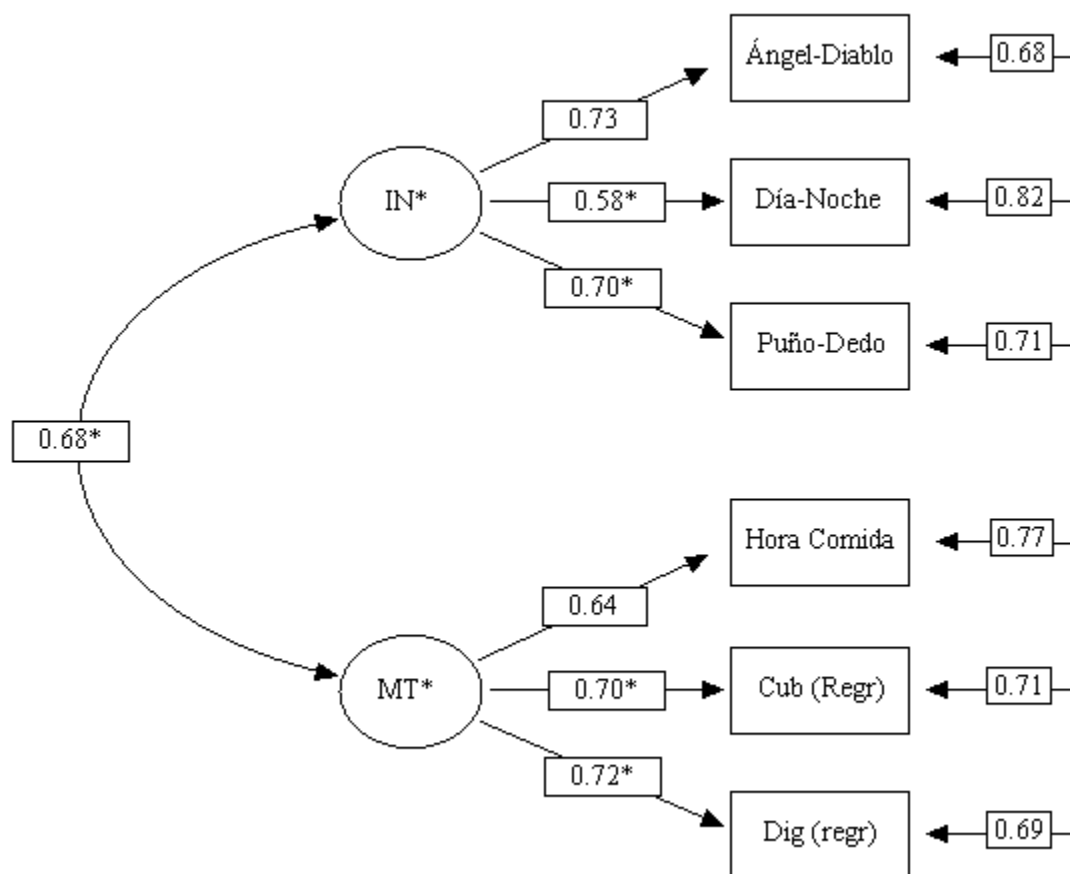 Ángel-Diablo
0.68
0.73
IN*
0.58*
Día-Noche
0.82
0.70*
Puño-Dedo
0.71
0.68*
Hora Comida
0.77
0.64
MT*
0.70*
Cub (Regr)
0.71
0.72*
Dig (regr)
0.69